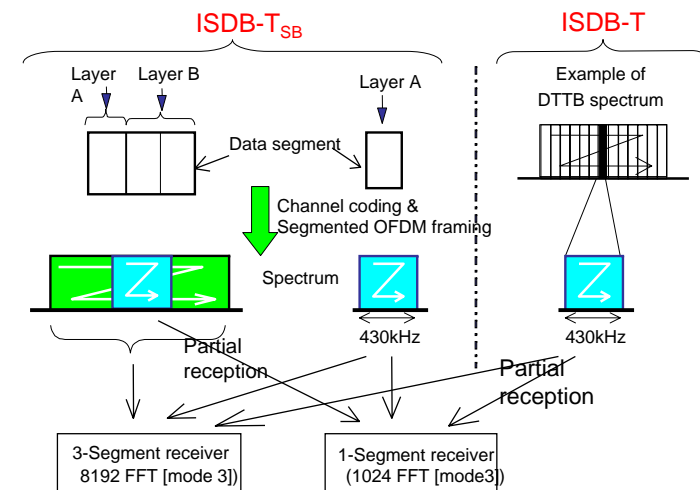 ISDB-TSB
ISDB-T
Layer
A
Layer B
Layer A
Example of
DTTB spectrum
Data segment
Channel coding &
Segmented OFDM framing
Spectrum
430kHz
430kHz
Partial
reception
Partial
reception
3-Segment receiver
8192 FFT [mode 3])
1-Segment receiver
(1024 FFT [mode3])